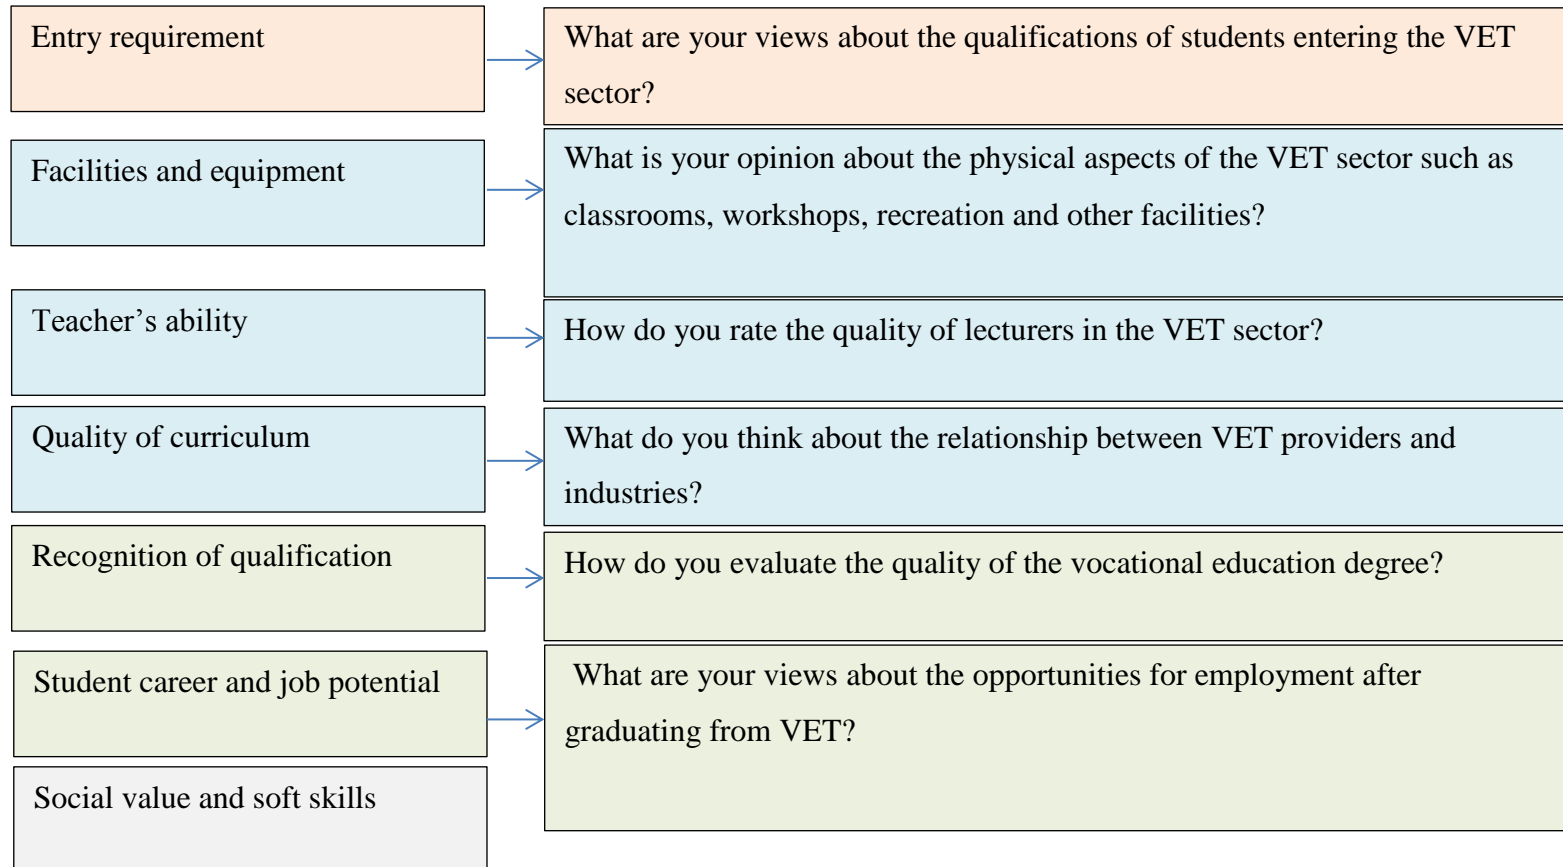 Entry requirement
What are your views about the qualifications of students entering the VET
sector?
Facilities and equipment
What is your opinion about the physical aspects of the VET sector such as
classrooms, workshops, recreation and other facilities?
Teacher’s ability
How do you rate the quality of lecturers in the VET sector?
Quality of curriculum
What do you think about the relationship between VET providers and
industries?
Recognition of qualification
How do you evaluate the quality of the vocational education degree?
Student career and job potential
What are your views about the opportunities for employment after
graduating from VET?
Social value and soft skills